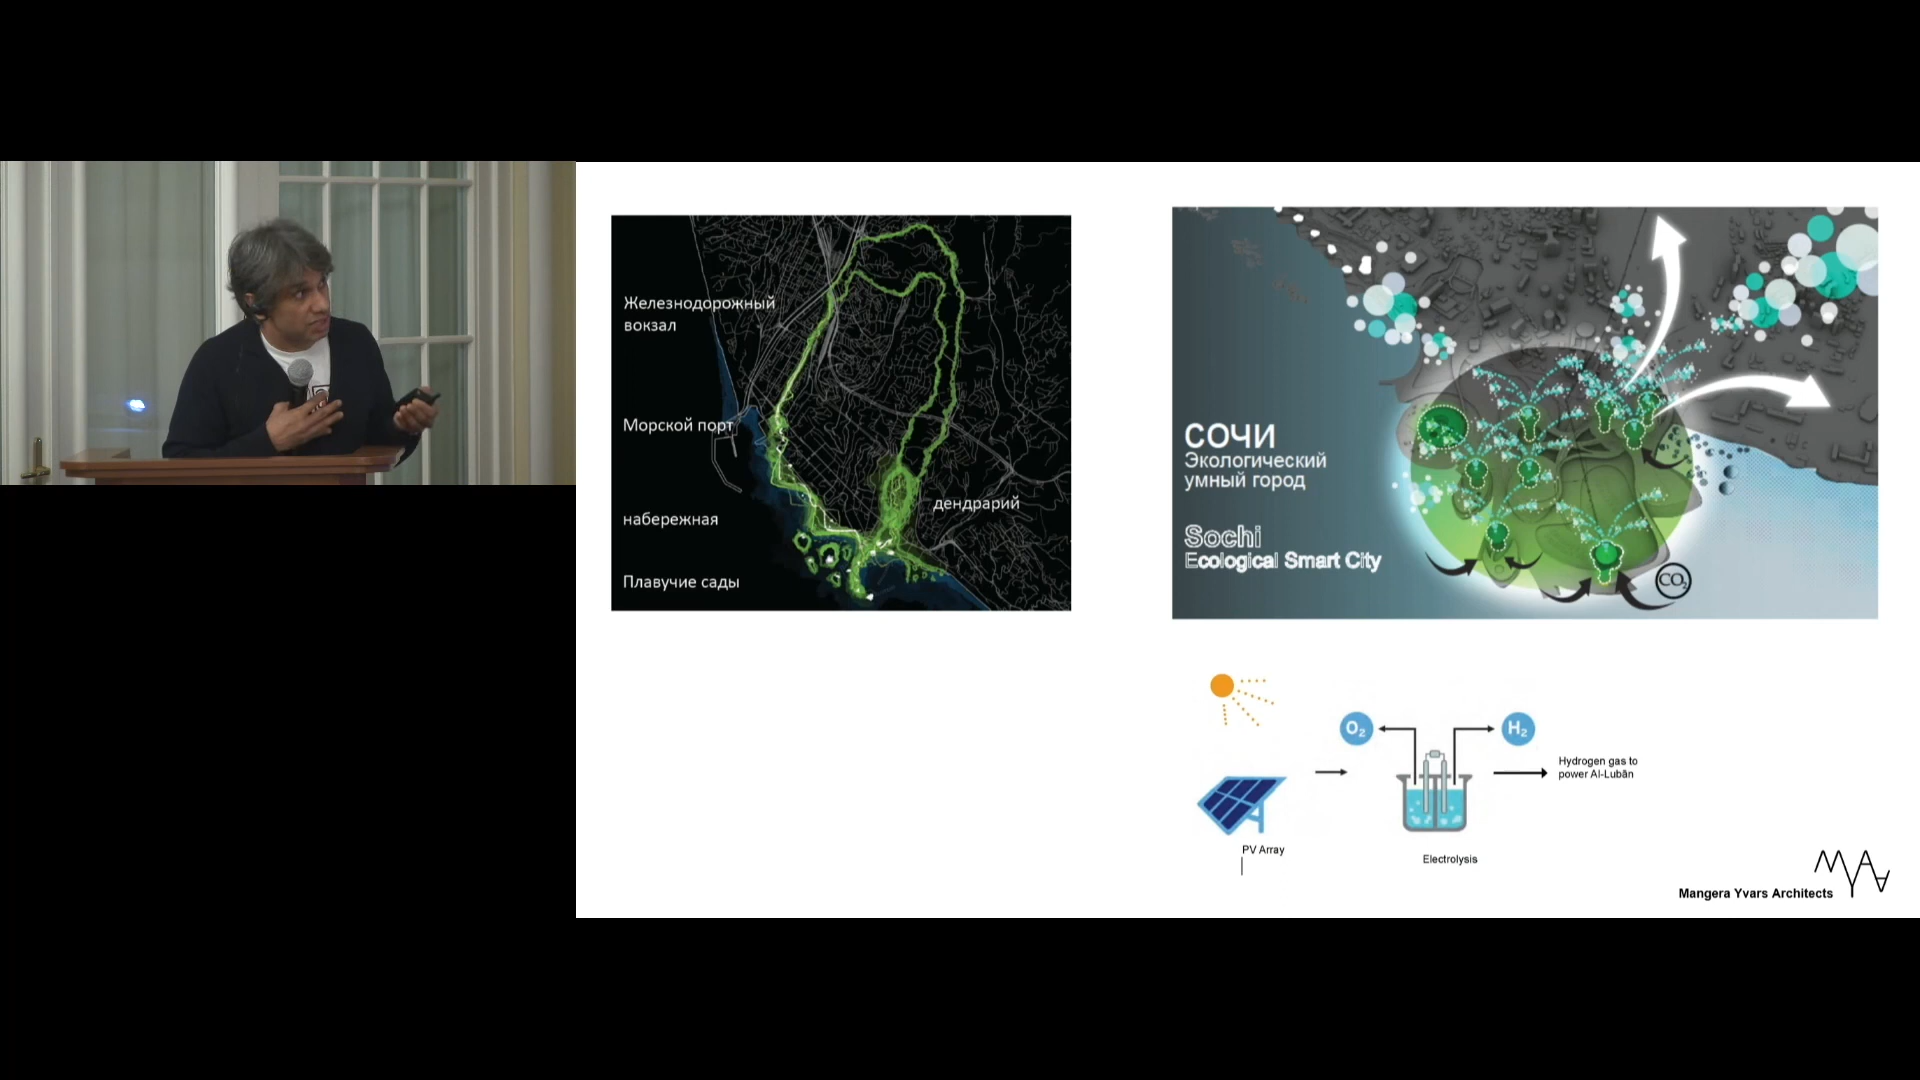 Железнодорожный
вокзал
Морской порт
набережная
дендрарий
Плавучие сады
СОЧИ
Экологический
умный город
Sochi
Ecological Smart City
CO2
O₂
H₂
Hydrogen gas to
power Al-Lubān
PV Array
Electrolysis
Mangera Yvars Architects
MYA